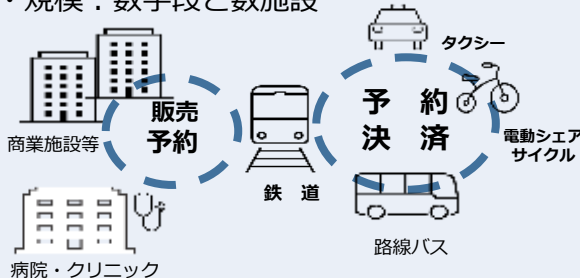 ・規模：数手段と数施設
タクシー
販売
予約
予　約
決　済
商業施設等
電動シェア
サイクル
鉄　道
路線バス
病院・クリニック